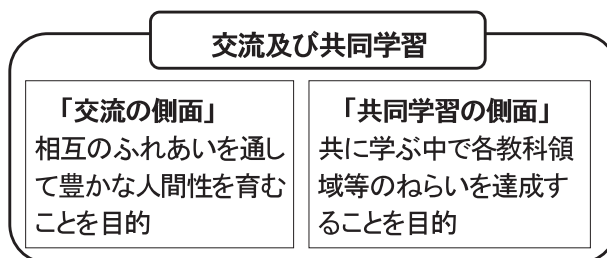 交流及び共同学習
「交流の側面」
相互のふれあいを通し
て豊かな人間性を育む
ことを目的
「共同学習の側面」
共に学ぶ中で各教科領
域等のねらいを達成す
ることを目的